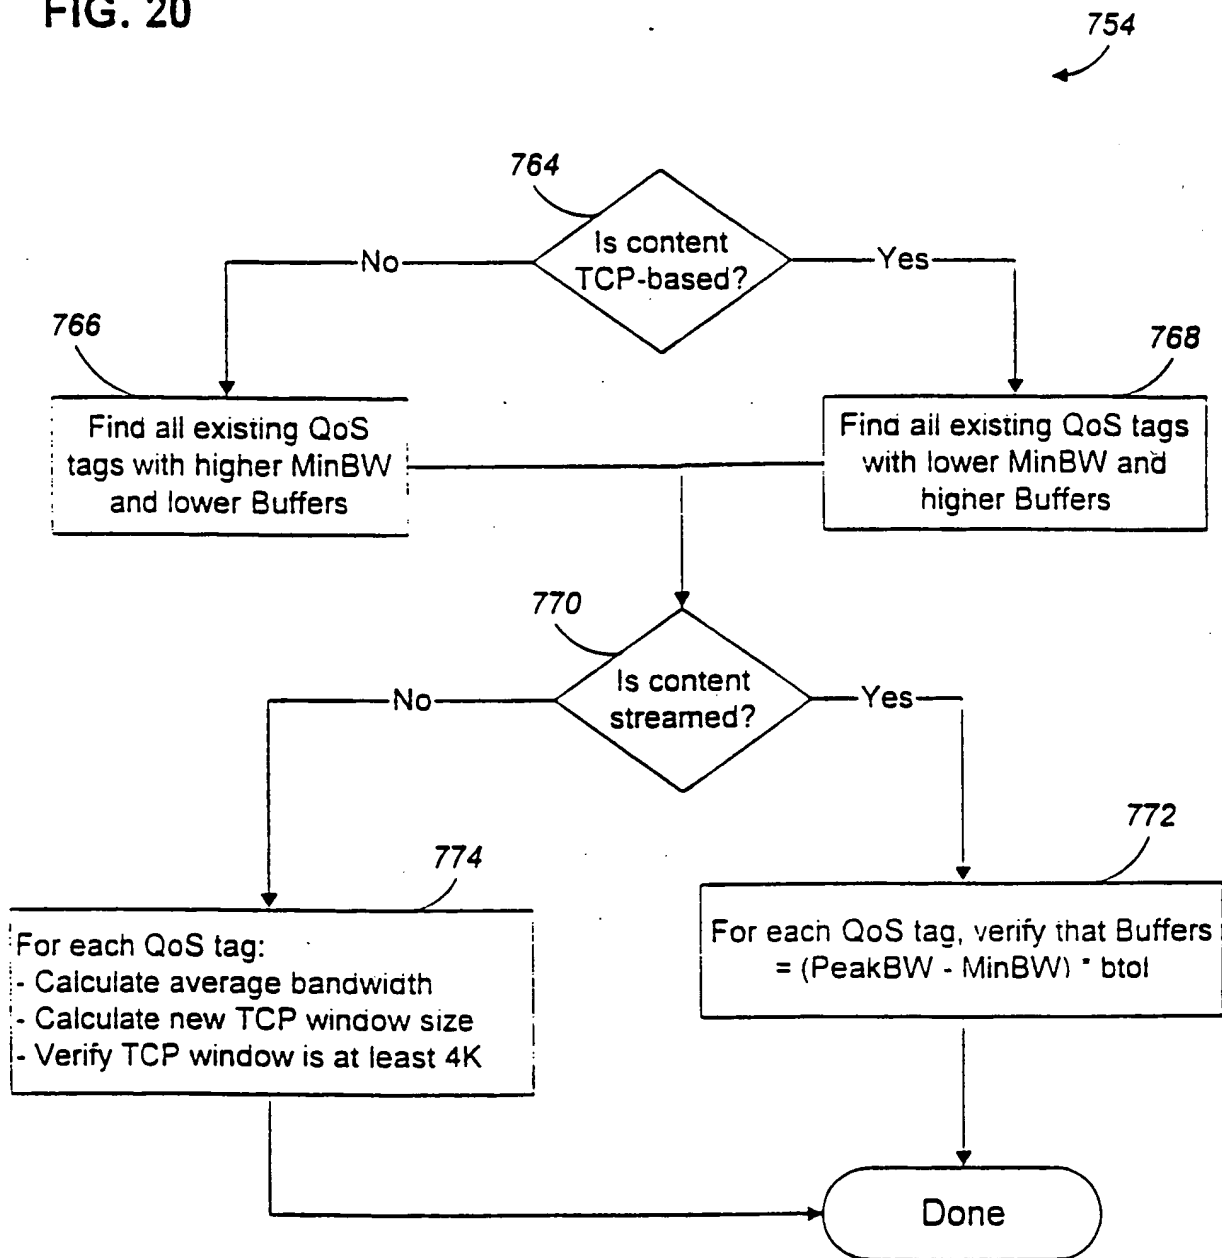 FIG. 20
754
764
Is content
TCP-based?
No
Yes
766
768
Find all existing QoS
tags with higher MinBW
and lower Buffers
Find all existing QoS tags
with lower MinBW and
higher Buffers
770
Is content
streamed?
No
Yes
774
772
For each QoS tag:
- Calculate average bandwidth
- Calculate new TCP window size
- Verify TCP window is at least 4K
For each QoS tag, verify that Buffers
= (PeakBW - MinBW) * btol
Done